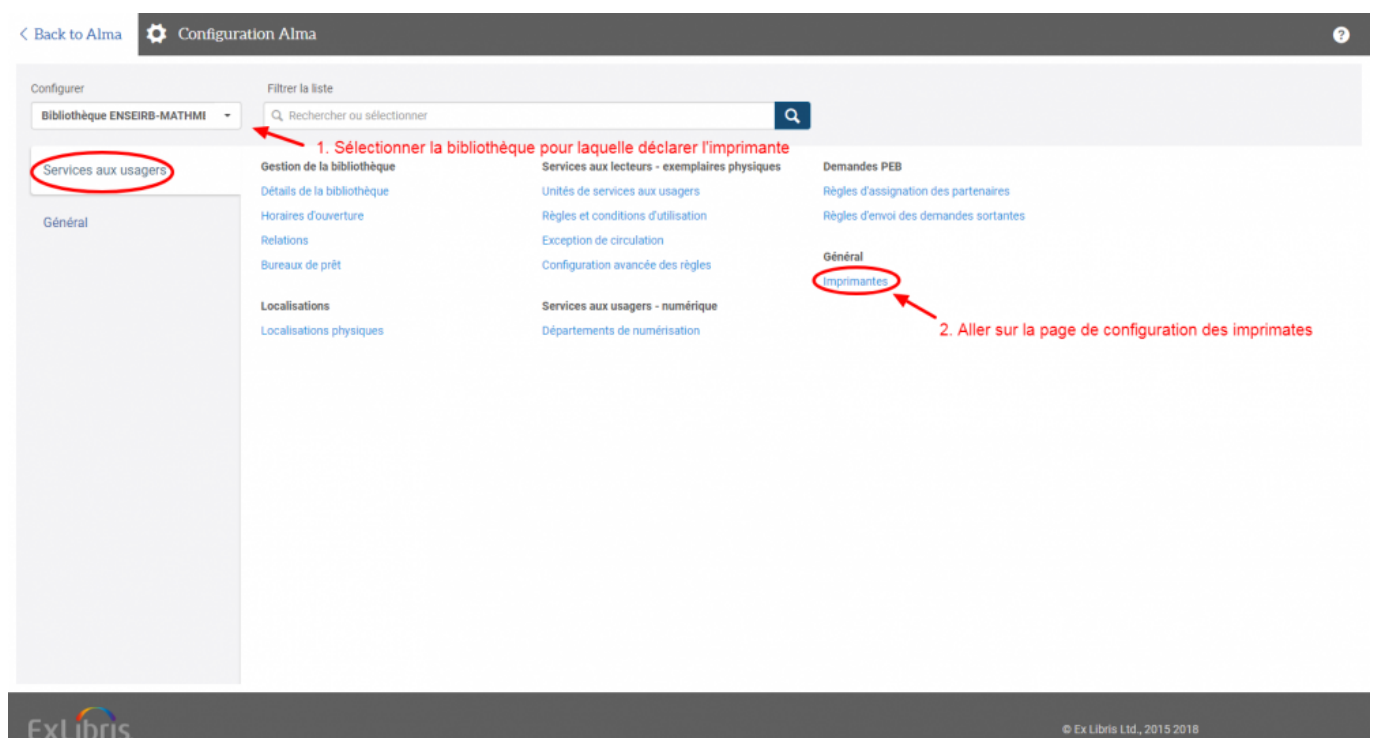 Back to Alma
Configuration Alma
?
Configurer
Filtrer la liste
Bibliothèque ENSEIRB-MATHMI
Rechercher ou sélectionner
1. Sélectionner la bibliothèque pour laquelle déclarer l'imprimante
Services aux usagers
Général
Gestion de la bibliothèque
Détails de la bibliothèque
Horaires d'ouverture
Relations
Bureaux de prêt
Localisations
Localisations physiques
Services aux lecteurs - exemplaires physiques
Unités de services aux usagers
Règles et conditions d'utilisation
Exception de circulation
Configuration avancée des règles
Services aux usagers - numérique
Départements de numérisation
Demandes PEB
Règles d'assignation des partenaires
Règles d'envoi des demandes sortantes
Général
Imprimantes
2. Aller sur la page de configuration des imprimates
ExLibris
© Ex Libris Ltd., 2015 2018